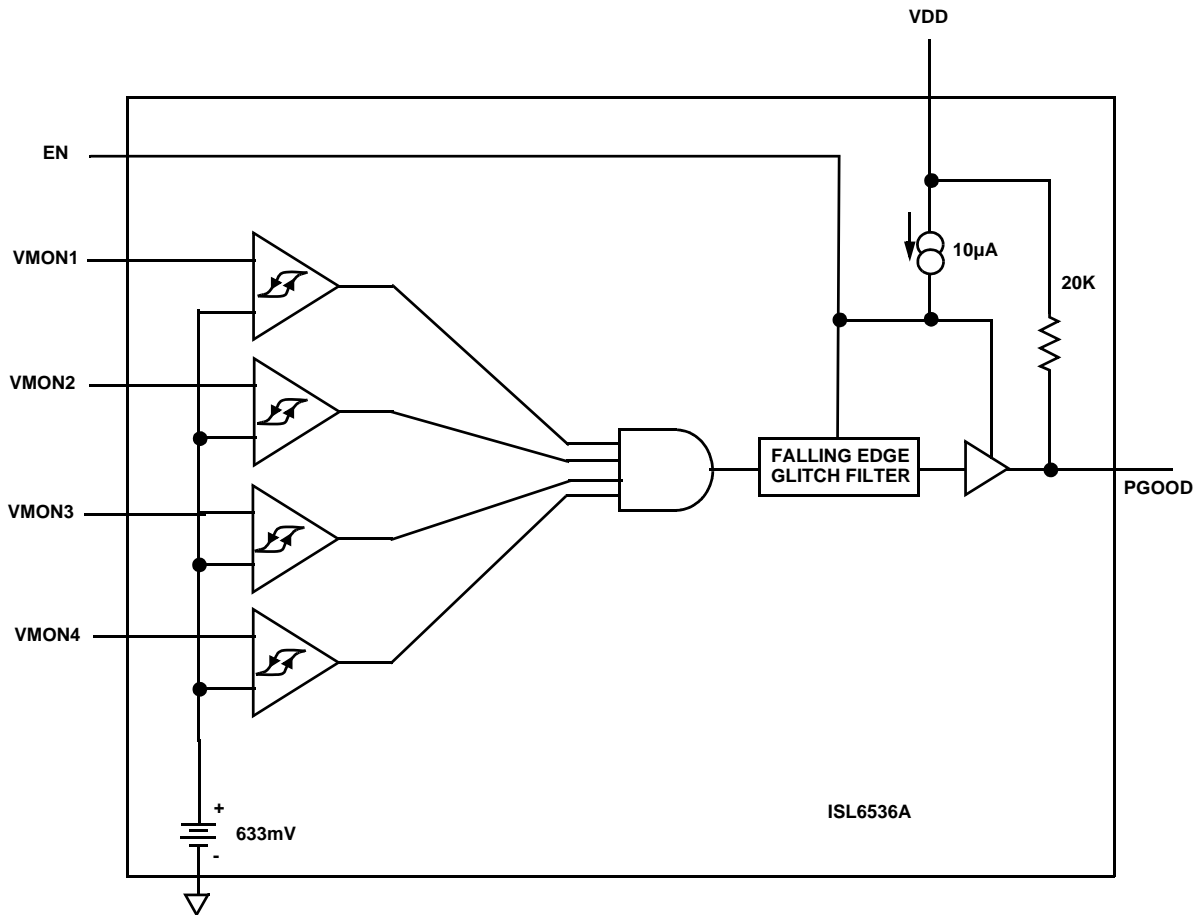 VDD
EN
VMON1
10µA
20K
VMON2
FALLING EDGE
GLITCH FILTER
PGOOD
VMON3
VMON4
+
633mV
-
ISL6536A